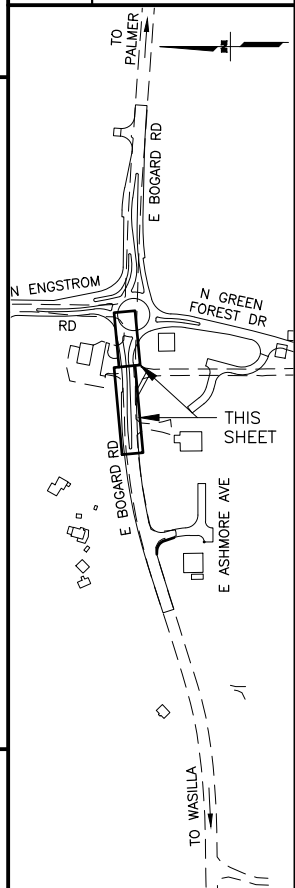 TO
PALMER
E BOGARD RD
N ENGSTROM
RD
N GREEN
FOREST DR
THIS
SHEET
E BOGARD RD
E ASHMORE AVE
TO WASILLA